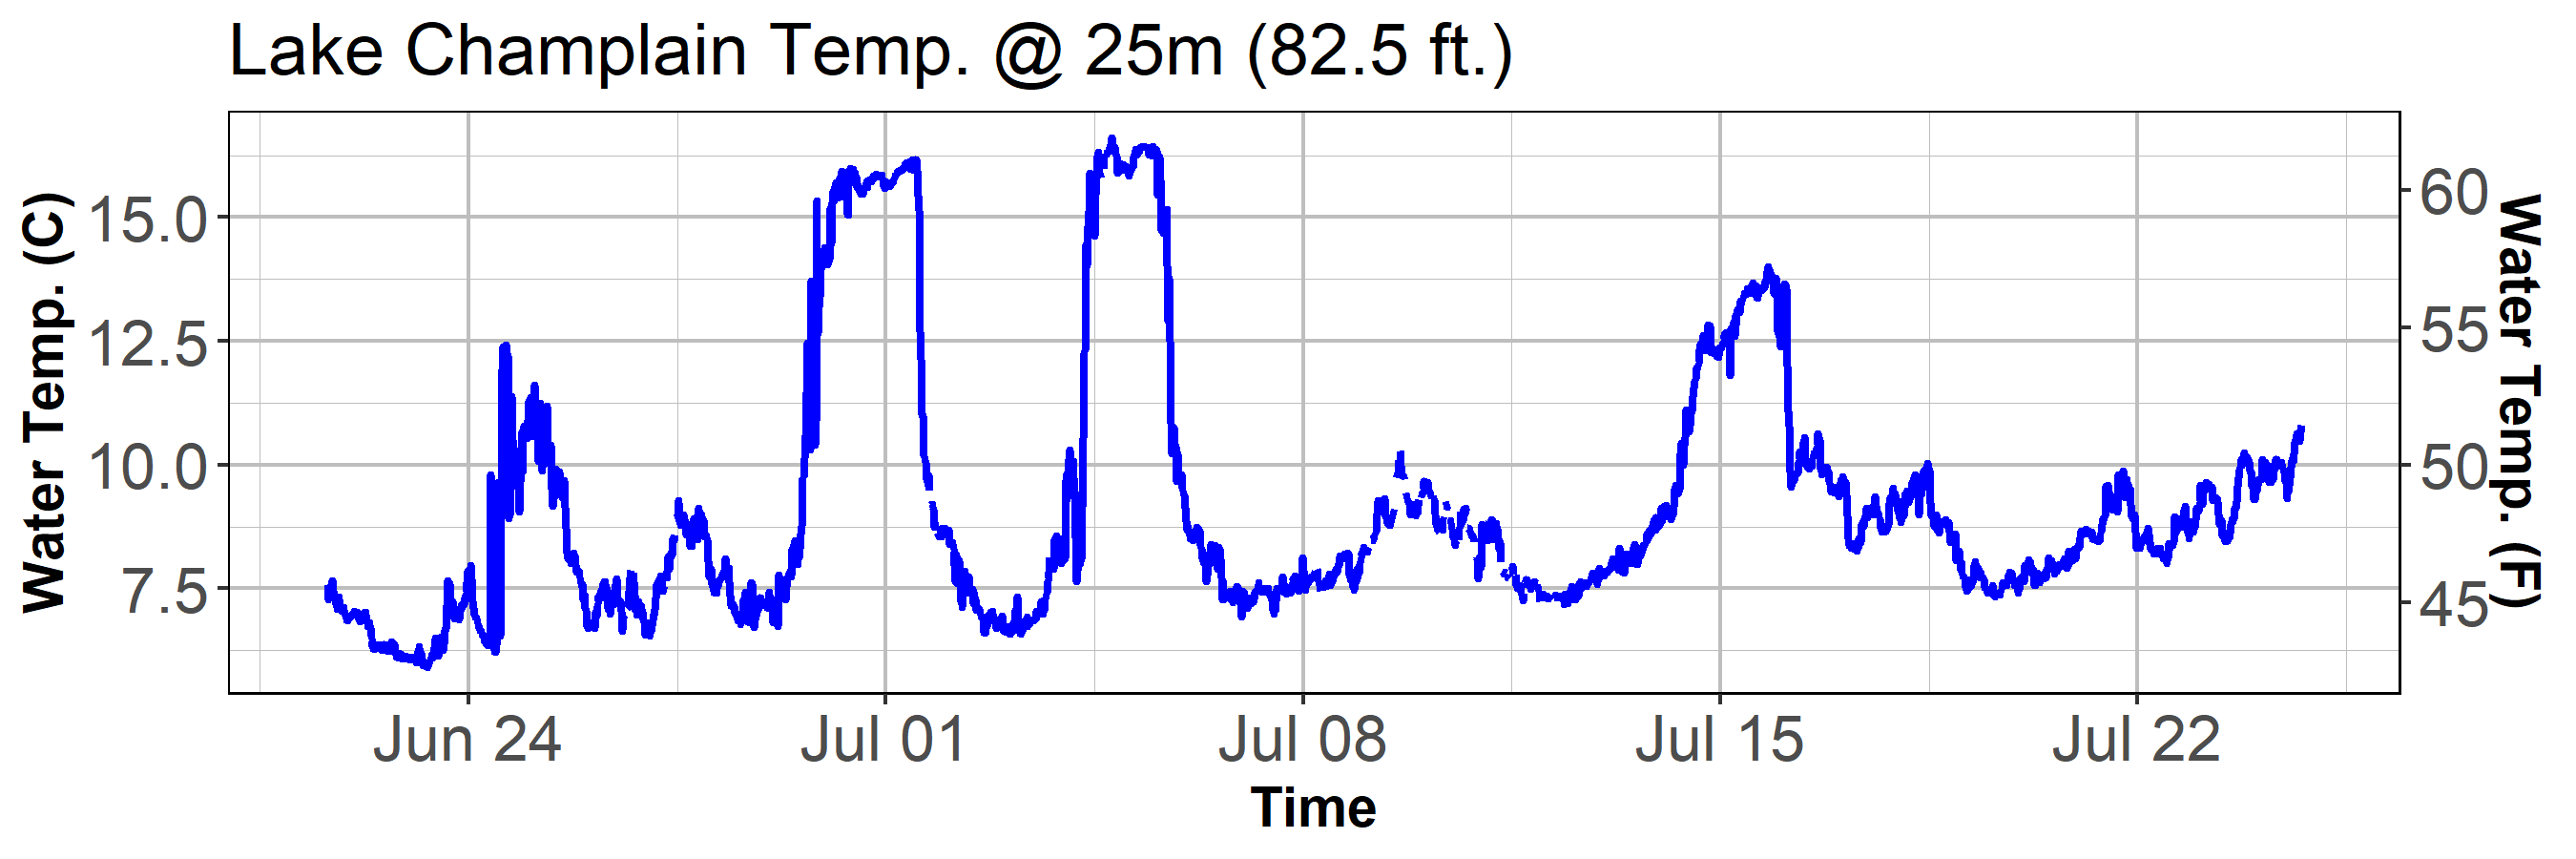 Lake Champlain Temp. @ 25m (82.5 ft.)
Water Temp. (C)
15.0
12.5
10.0
7.5
60
55
50
45
Water Temp. (F)
Jun 24
Jul 01
Jul 08
Jul 15
Jul 22
Time